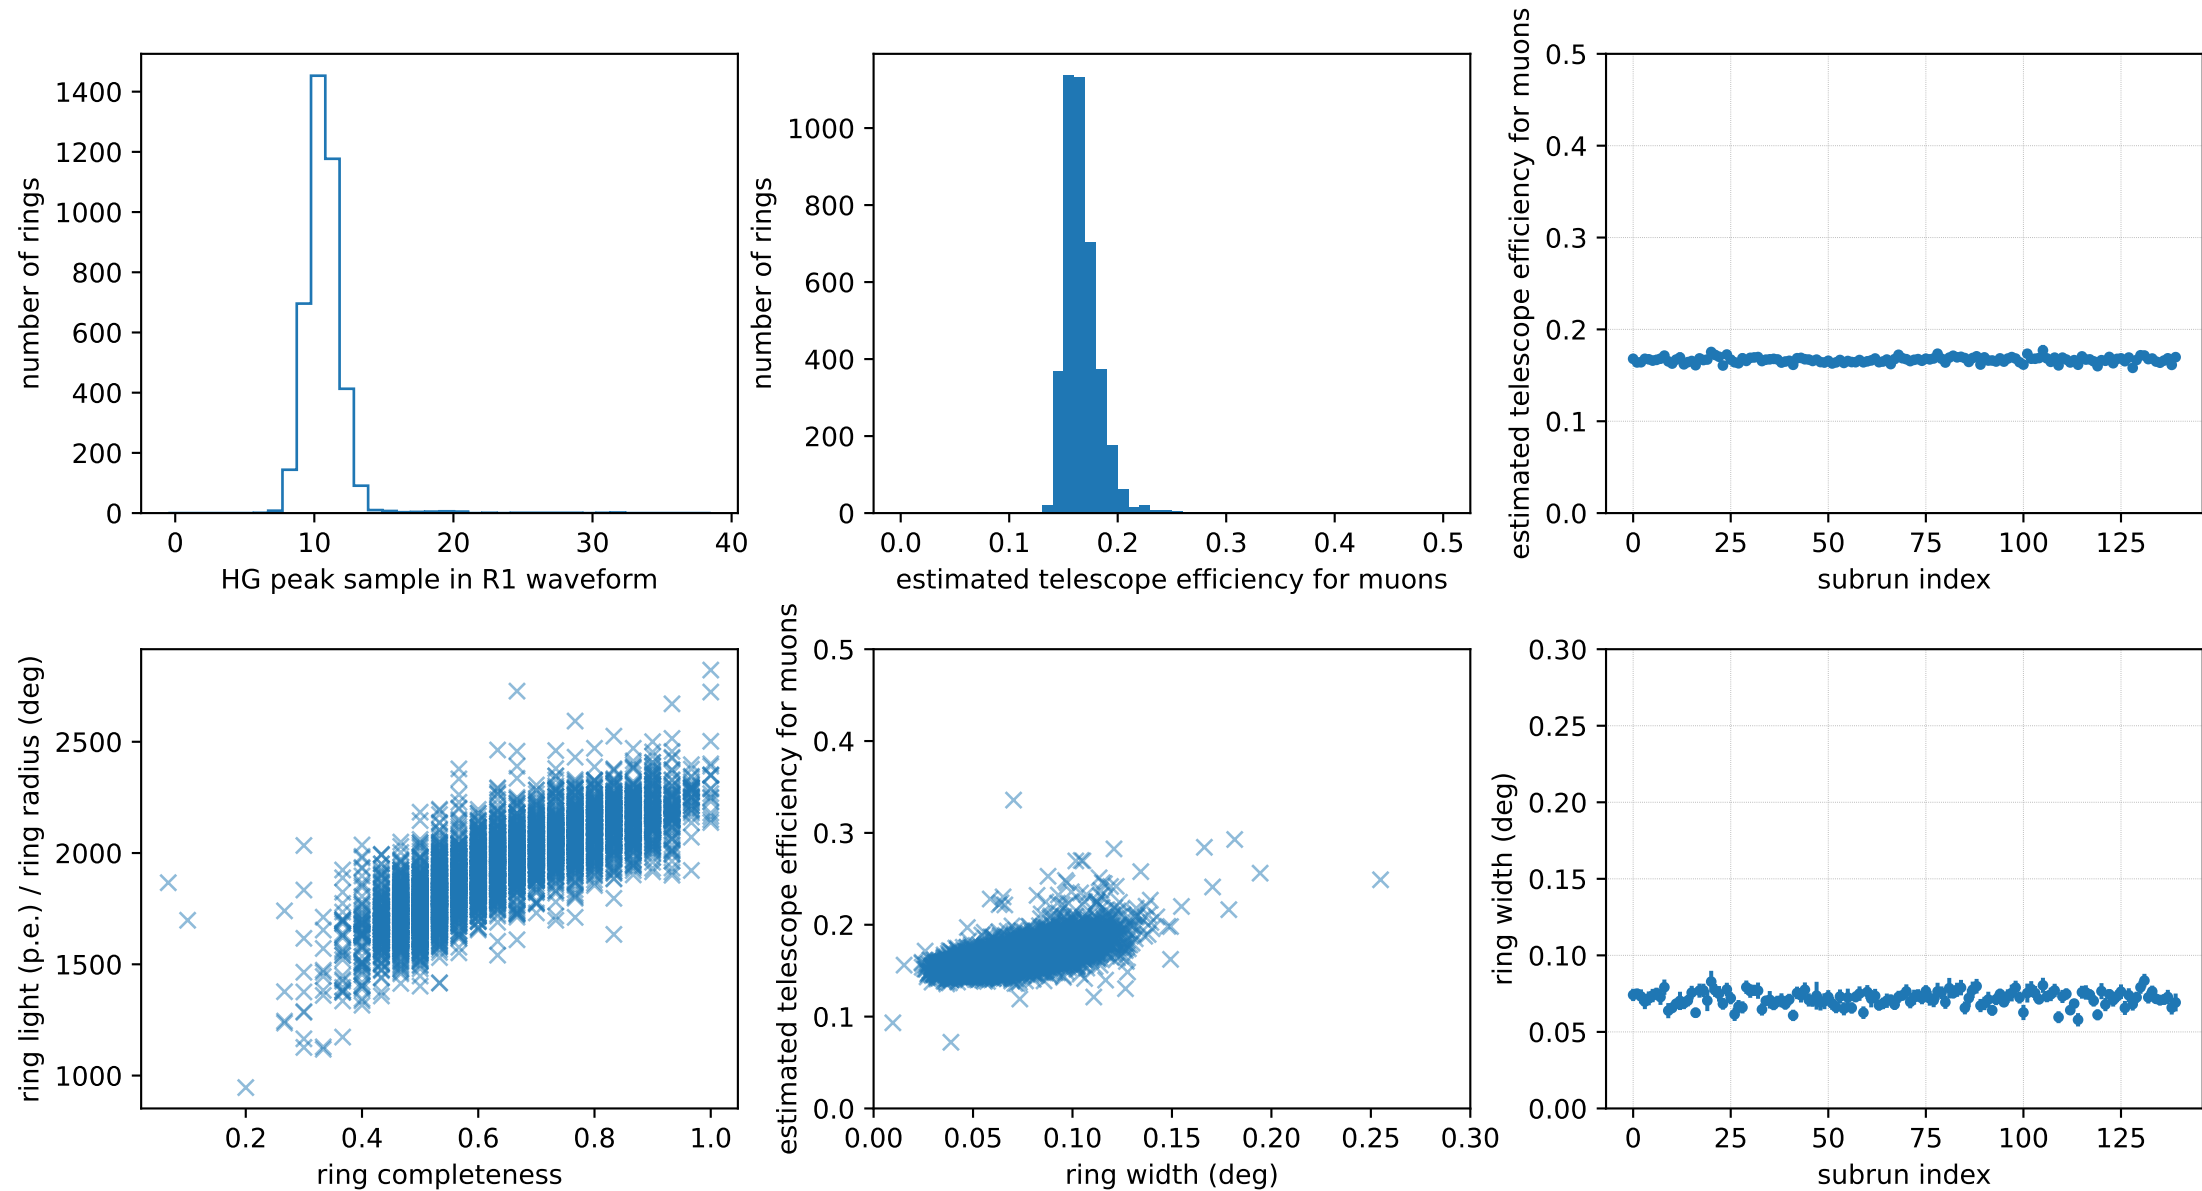 number of rings
1400
1200
1000
800
600
400
200
0
0 10 20 30 40
HG peak sample in R1 waveform
number of rings
1000
800
600
400
200
0
0.0 0.1 0.2 0.3 0.4 0.5
estimated telescope efficiency for muons
estimated telescope efficiency for muons
0.5
0.4
0.3
0.2
0.1
0.0
0 25 50 75 100 125
subrun index
ring light (p.e.) / ring radius (deg)
2500
2000
1500
1000
0.2 0.4 0.6 0.8 1.0
ring completeness
estimated telescope efficiency for muons
0.5
0.4
0.3
0.2
0.1
0.0
0.00 0.05 0.10 0.15 0.20 0.25 0.30
ring width (deg)
ring width (deg)
0.30
0.25
0.20
0.15
0.10
0.05
0.00
0 25 50 75 100 125
subrun index